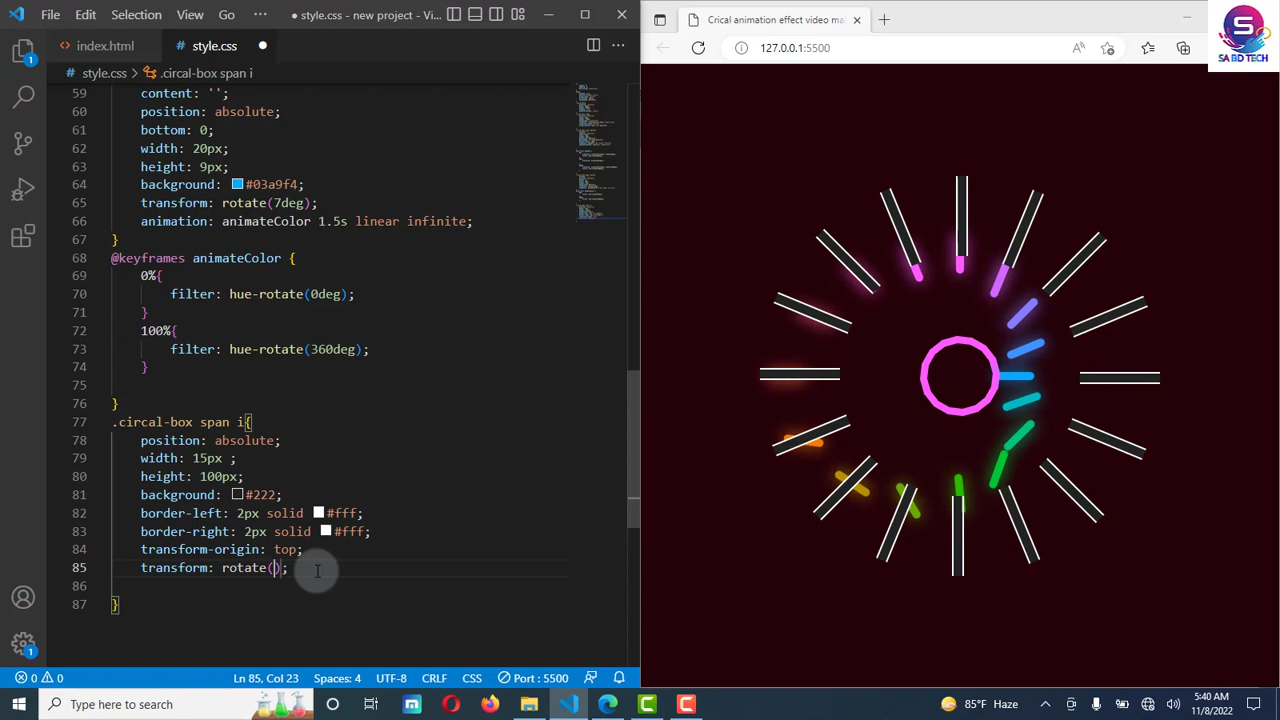 File Edit Selection View ··· ● style.css - new project - Vi...
index.html
style.css ●
style.css > .circal-box span i
59 content: '';
60 position: absolute;
61 bottom: 0;
62 width: 20px;
63 height: 9px;
64 background: #03a9f4;
65 transform: rotate(7deg);
66 animation: animateColor 1.5s linear infinite;
67 }
68 @keyframes animateColor {
69 0%{
70 filter: hue-rotate(0deg);
71 }
72 100%{
73 filter: hue-rotate(360deg);
74 }
75
76 }
77 .circal-box span i{
78 position: absolute;
79 width: 15px ;
80 height: 100px;
81 background: #222;
82 border-left: 2px solid #fff;
83 border-right: 2px solid #fff;
84 transform-origin: top;
85 transform: rotate();
86
87 }
1
1
0 0 Ln 85, Col 23 Spaces: 4 UTF-8 CRLF CSS Port : 5500
Crical animation effect video mal
127.0.0.1:5500
S
SA BD TECH
Type here to search
85°F Haze
5:40 AM
11/8/2022